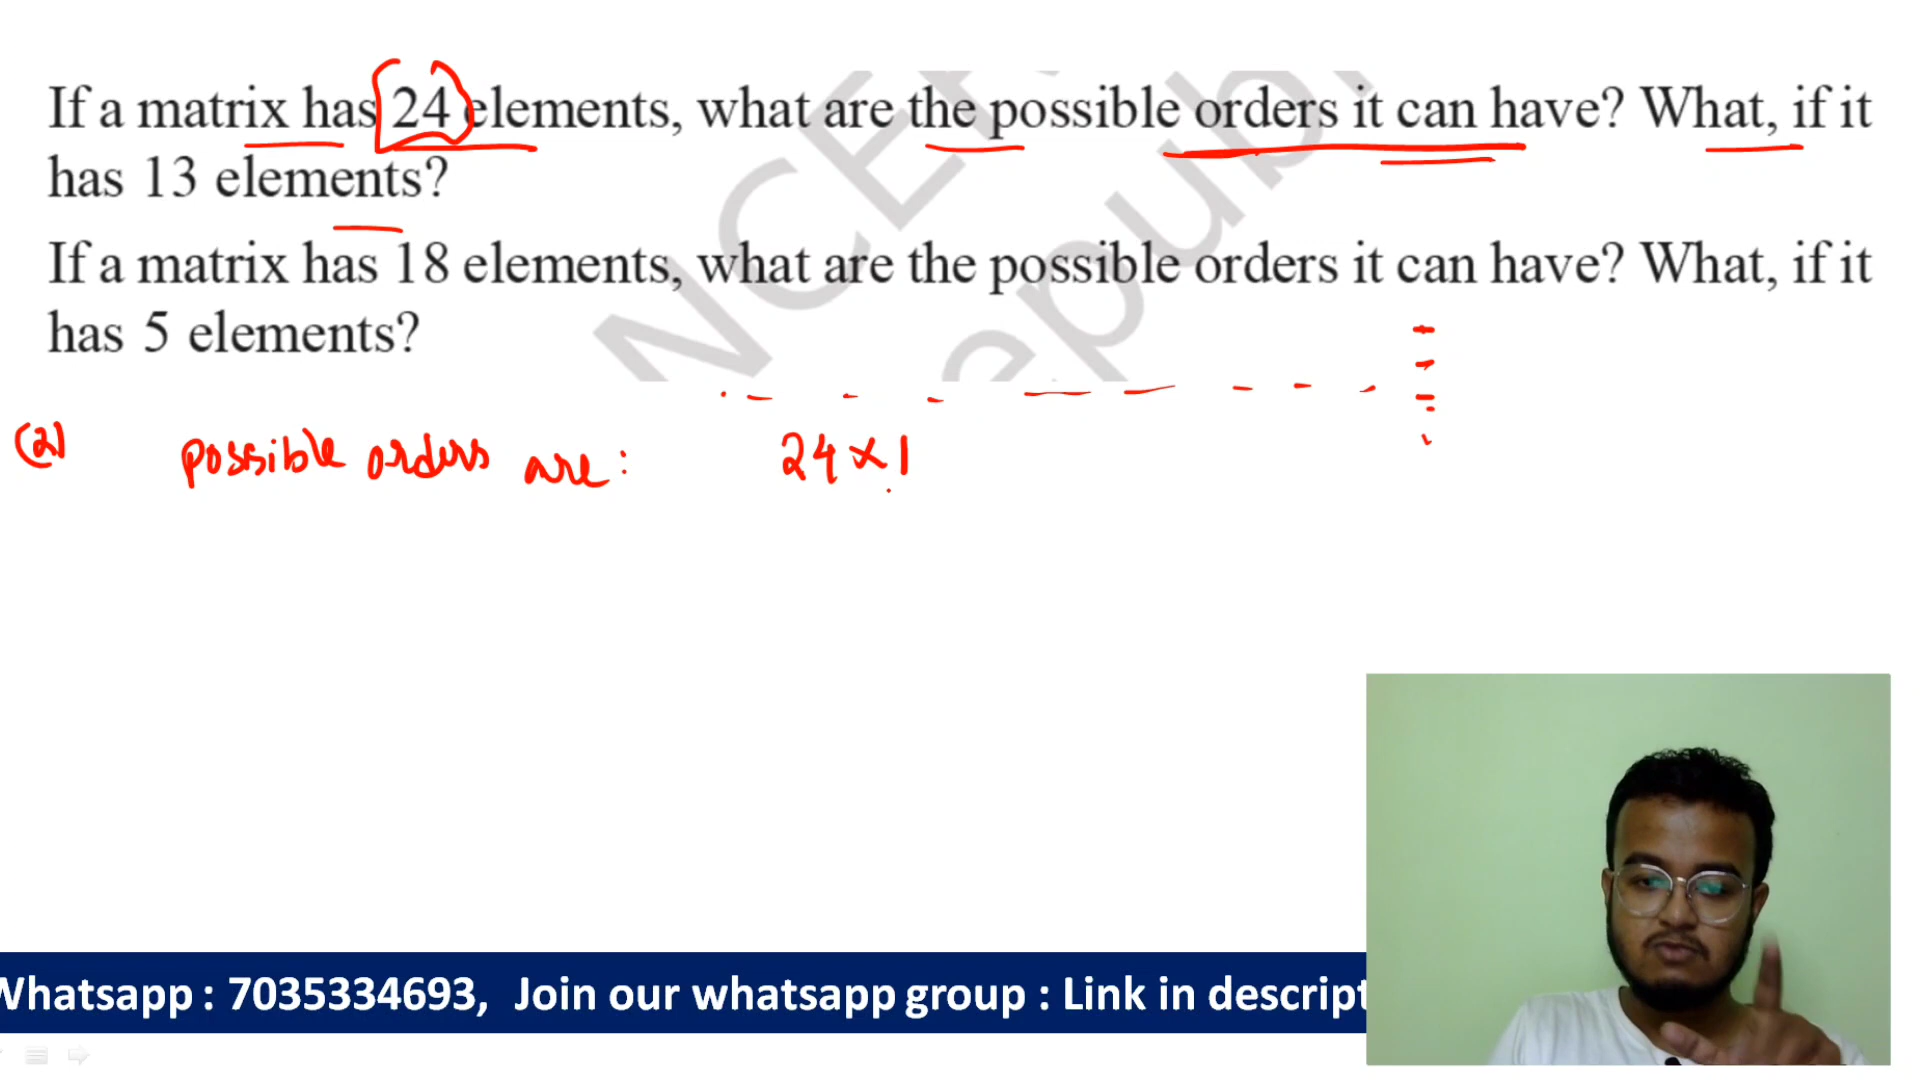 If a matrix has 24 elements, what are the possible orders it can have? What, if it
has 13 elements?
If a matrix has 18 elements, what are the possible orders it can have? What, if it
has 5 elements?
(2) possible orders are: 24 × 1
Whatsapp : 7035334693, Join our whatsapp group : Link in descript